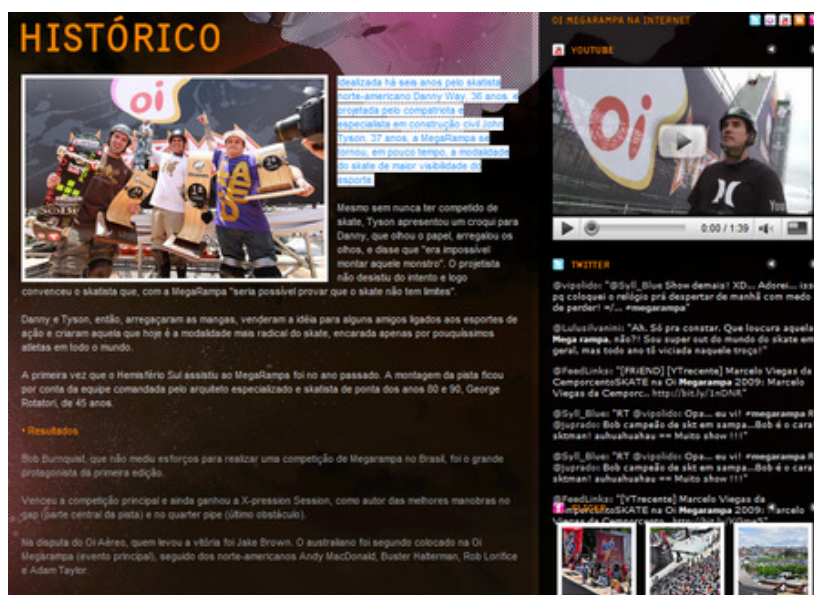 HISTÓRICO
Idealizada há seis anos pelo skatista
norte-americano Danny Way, 36 anos, e
projetada pelo compatriota e
especialista em construção civil John
Tyson, 37 anos, a MegaRampa se
tornou, em pouco tempo, a modalidade
do skate de maior visibilidade do
esporte.
Mesmo sem nunca ter competido de
skate, Tyson apresentou um croqui para
Danny, que olhou o papel, arregalou os
olhos, e disse que "era impossível
montar aquele monstro". O projetista
não desistiu do intento e logo
convenceu o skatista que, com a MegaRampa "seria possível provar que o skate não tem limites".
Danny e Tyson, então, arregaçaram as mangas, venderam a idéia para alguns amigos ligados aos esportes de
ação e criaram aquela que hoje é a modalidade mais radical do skate, encarada apenas por pouquíssimos
atletas em todo o mundo.
A primeira vez que o Hemisfério Sul assistiu ao MegaRampa foi no ano passado. A montagem da pista ficou
por conta da equipe comandada pelo arquiteto especializado e skatista de ponta dos anos 80 e 90, George
Rotatori, de 45 anos.
• Resultados
Bob Burnquist, que não mediu esforços para realizar uma competição de Megarampa no Brasil, foi o grande
protagonista da primeira edição.
Venceu a competição principal e ainda ganhou a X-pression Session, como autor das melhores manobras no
gap (parte central da pista) e no quarter pipe (último obstáculo).
Na disputa do Oi Aéreo, quem levou a vitória foi Jake Brown. O australiano foi segundo colocado na Oi
Megarampa (evento principal), seguido dos norte-americanos Andy MacDonald, Buster Halterman, Rob Lorifice
e Adam Taylor.
oi
OI MEGARAMPA NA INTERNET
YOUTUBE
Oi
You
0:00 / 1:39
TWITTER
@vipolido: "@Syll_Blue Show demais! XD... Adorei... isso
pq coloquei o relógio prá despertar de manhã com medo
de perder! =/... #megarampa"
@Lulusilvanini: "Ah. Só pra constar. Que loucura aquela
Mega rampa, não?! Sou super out do mundo do skate em
geral, mas todo ano tô viciada naquele troço!"
@FeedLinks: "[FRiEND] [YTrecente] Marcelo Viegas da
CemporcentoSKATE na Oi Megarampa 2009: Marcelo
Viegas da Cemporc.. http://bit.ly/1nDNR"
@Syll_Blue: "RT @vipolido: Opa... eu vi! #megarampa R
@juprado: Bob campeão de skt em sampa...Bob é o cara!
sktman! auhuahuahau == Muito show !!!"
@Syll_Blue: "RT @vipolido: Opa... eu vi! #megarampa R
@juprado: Bob campeão de skt em sampa...Bob é o cara!
sktman! auhuahuahau == Muito show !!!"
@FeedLinks: "[YTrecente] Marcelo Viegas da
CemporcentoSKATE na Oi Megarampa 2009: Marcelo
Viegas da Cemporcento..